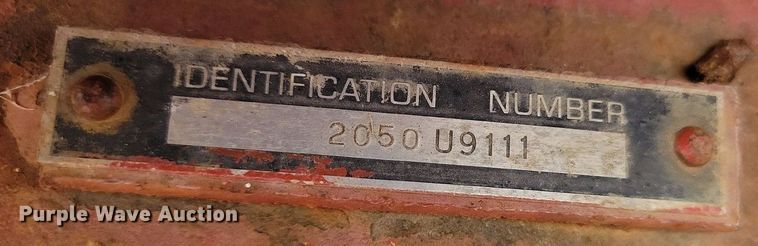 IDENTIFICATION NUMBER
2050 U9111
Purple Wave Auction